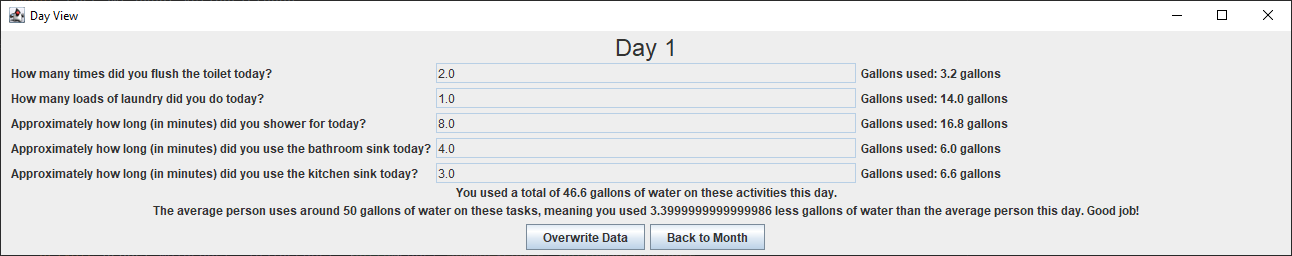 Day View
Day 1
How many times did you flush the toilet today? 2.0 Gallons used: 3.2 gallons
How many loads of laundry did you do today? 1.0 Gallons used: 14.0 gallons
Approximately how long (in minutes) did you shower for today? 8.0 Gallons used: 16.8 gallons
Approximately how long (in minutes) did you use the bathroom sink today? 4.0 Gallons used: 6.0 gallons
Approximately how long (in minutes) did you use the kitchen sink today? 3.0 Gallons used: 6.6 gallons
You used a total of 46.6 gallons of water on these activities this day.
The average person uses around 50 gallons of water on these tasks, meaning you used 3.3999999999999986 less gallons of water than the average person this day. Good job!
Overwrite Data Back to Month